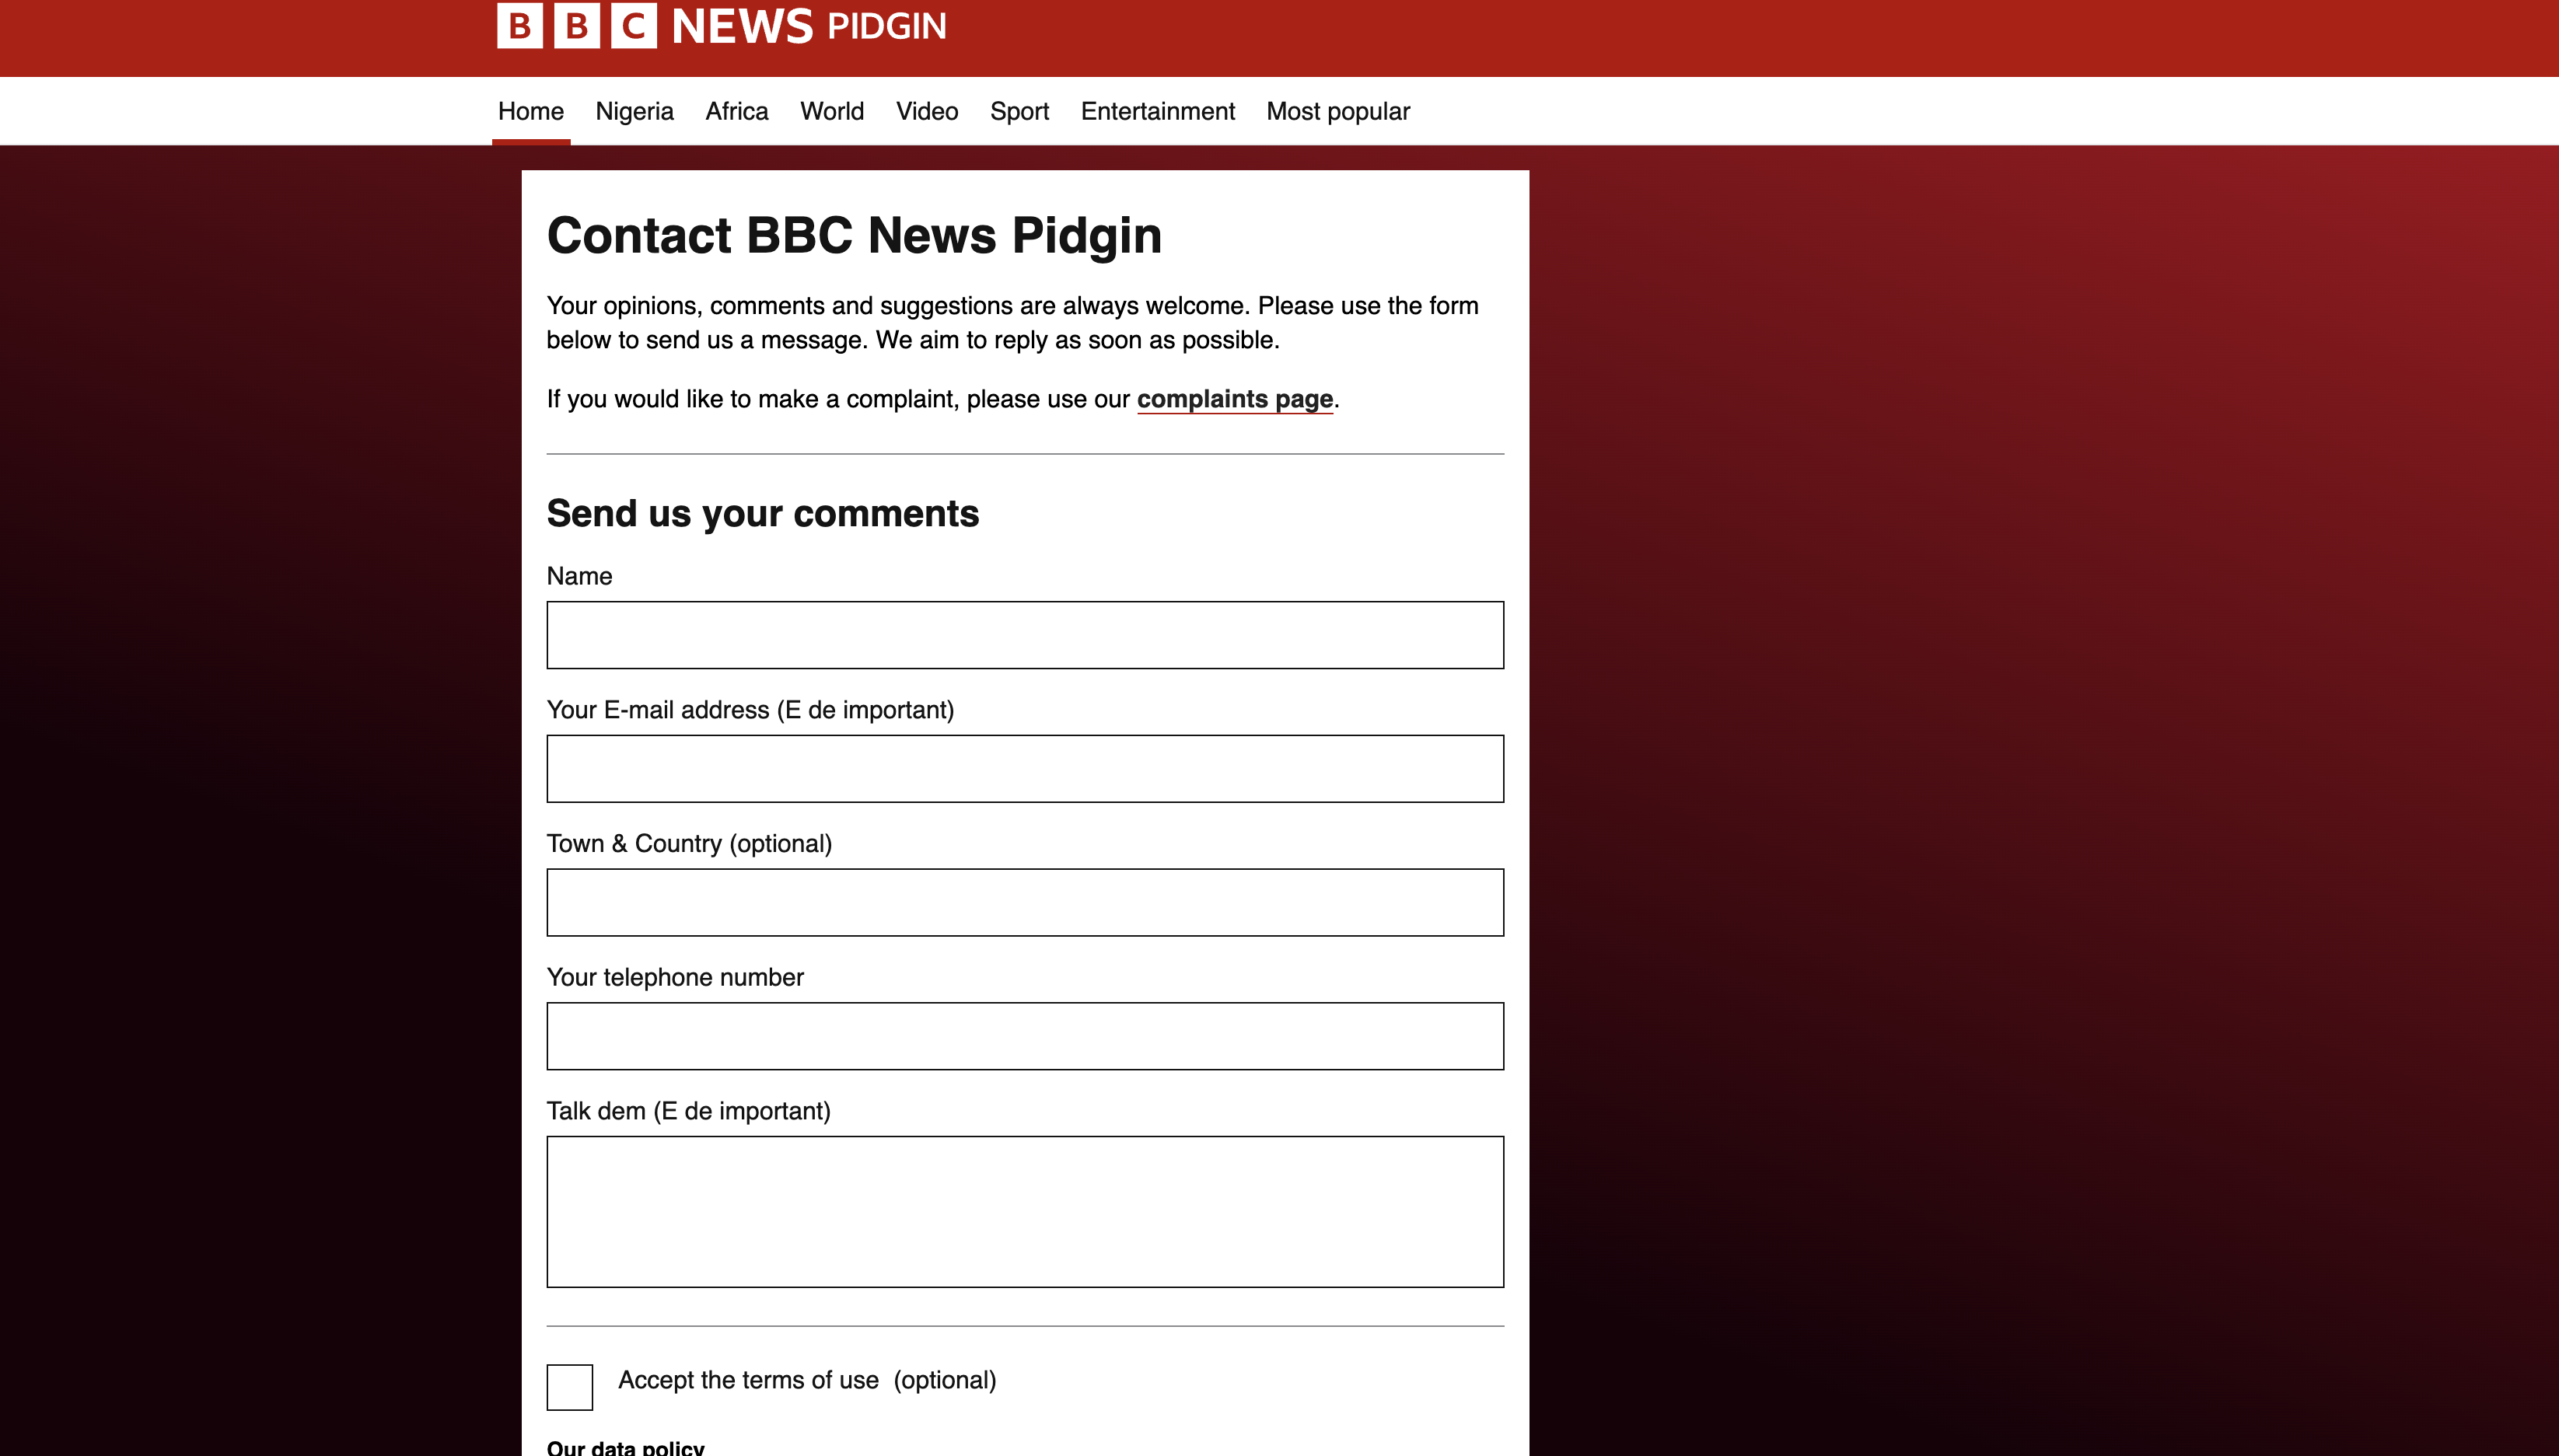 BBC NEWS PIDGIN
Home Nigeria Africa World Video Sport Entertainment Most popular
Contact BBC News Pidgin
Your opinions, comments and suggestions are always welcome. Please use the form
below to send us a message. We aim to reply as soon as possible.
If you would like to make a complaint, please use our complaints page.
Send us your comments
Name
Your E-mail address (E de important)
Town & Country (optional)
Your telephone number
Talk dem (E de important)
Accept the terms of use (optional)
Our data policy